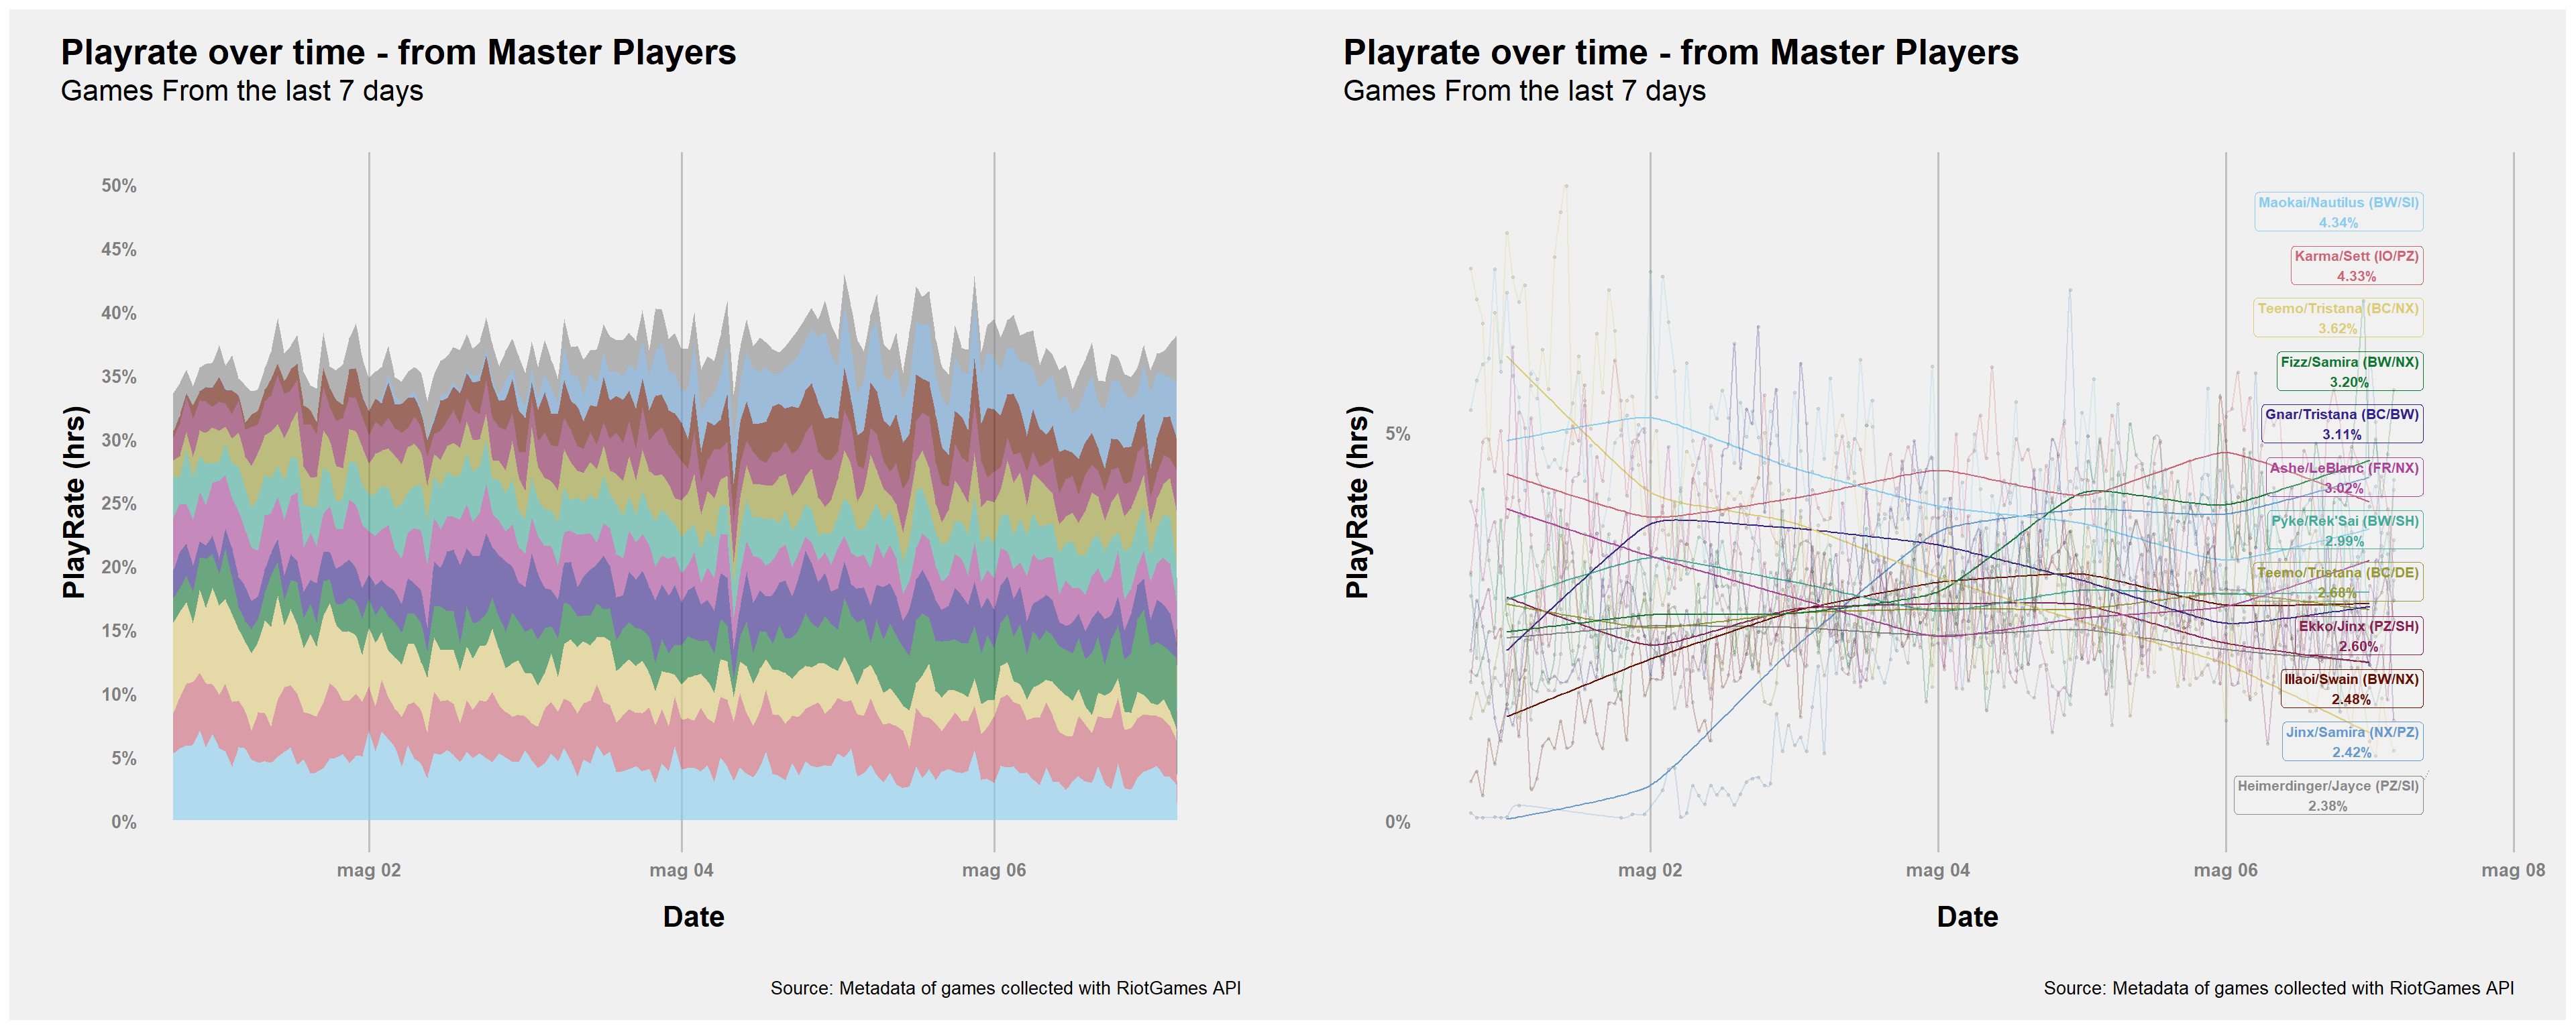 Playrate over time - from Master Players
Games From the last 7 days
PlayRate (hrs)
50%
45%
40%
35%
30%
25%
20%
15%
10%
5%
0%
mag 02
mag 04
mag 06
Date
Source: Metadata of games collected with RiotGames API
Playrate over time - from Master Players
Games From the last 7 days
PlayRate (hrs)
5%
0%
Maokai/Nautilus (BW/SI)
4.34%
Karma/Sett (IO/PZ)
4.33%
Teemo/Tristana (BC/NX)
3.62%
Fizz/Samira (BW/NX)
3.20%
Gnar/Tristana (BC/BW)
3.11%
Ashe/LeBlanc (FR/NX)
3.02%
Pyke/Rek'Sai (BW/SH)
2.99%
Teemo/Tristana (BC/DE)
2.68%
Ekko/Jinx (PZ/SH)
2.60%
Illaoi/Swain (BW/NX)
2.48%
Jinx/Samira (NX/PZ)
2.42%
Heimerdinger/Jayce (PZ/SI)
2.38%
mag 02
mag 04
mag 06
mag 08
Date
Source: Metadata of games collected with RiotGames API